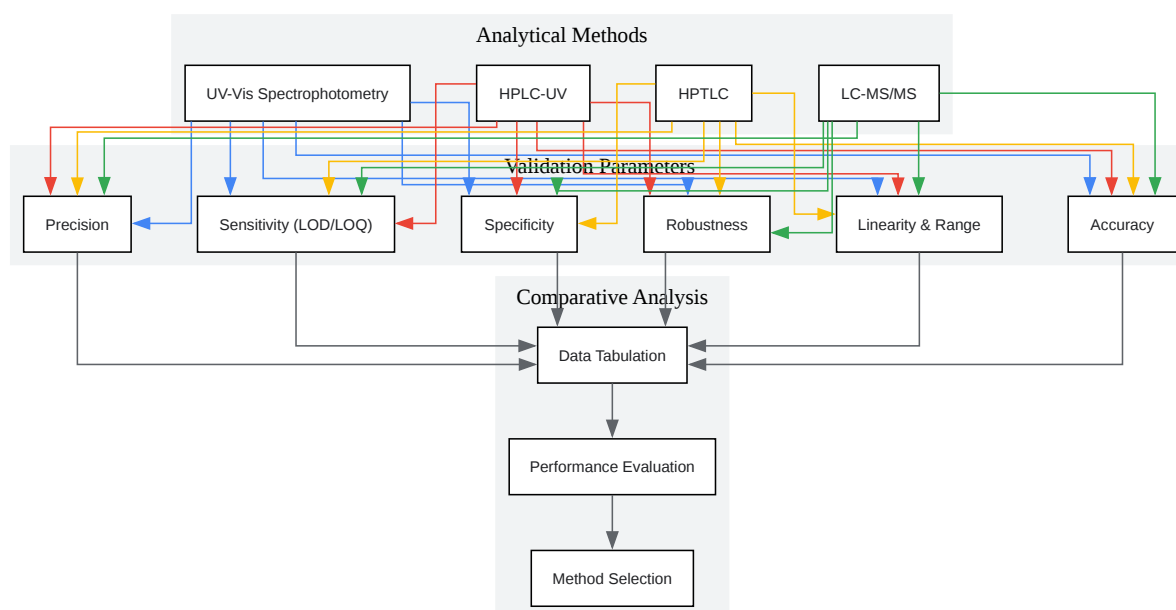 Analytical Methods
UV-Vis Spectrophotometry
HPLC-UV
HPTLC
LC-MS/MS
Validation Parameters
Precision
Sensitivity (LOD/LOQ)
Specificity
Robustness
Linearity & Range
Accuracy
Comparative Analysis
Data Tabulation
Performance Evaluation
Method Selection